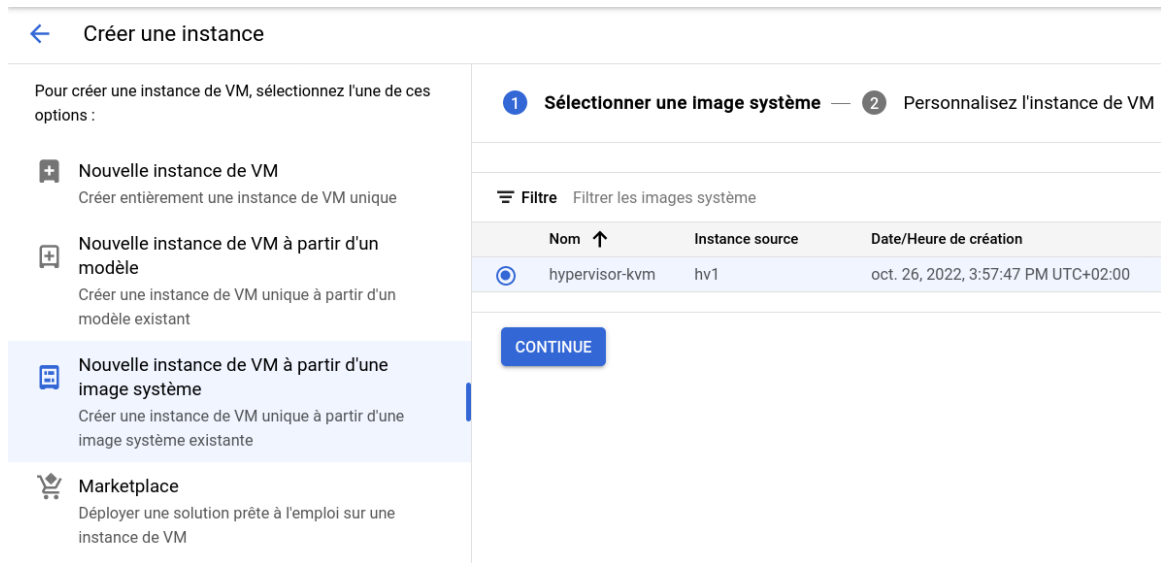 Créer une instance
Pour créer une instance de VM, sélectionnez l'une de ces
options :
Nouvelle instance de VM
Créer entièrement une instance de VM unique
Nouvelle instance de VM à partir d'un
modèle
Créer une instance de VM unique à partir d'un
modèle existant
Nouvelle instance de VM à partir d'une
image système
Créer une instance de VM unique à partir d'une
image système existante
Marketplace
Déployer une solution prête à l'emploi sur une
instance de VM
1 Sélectionner une image système — 2 Personnalisez l'instance de VM
Filtre Filtrer les images système
Nom Instance source Date/Heure de création
hypervisor-kvm hv1 oct. 26, 2022, 3:57:47 PM UTC+02:00
CONTINUE